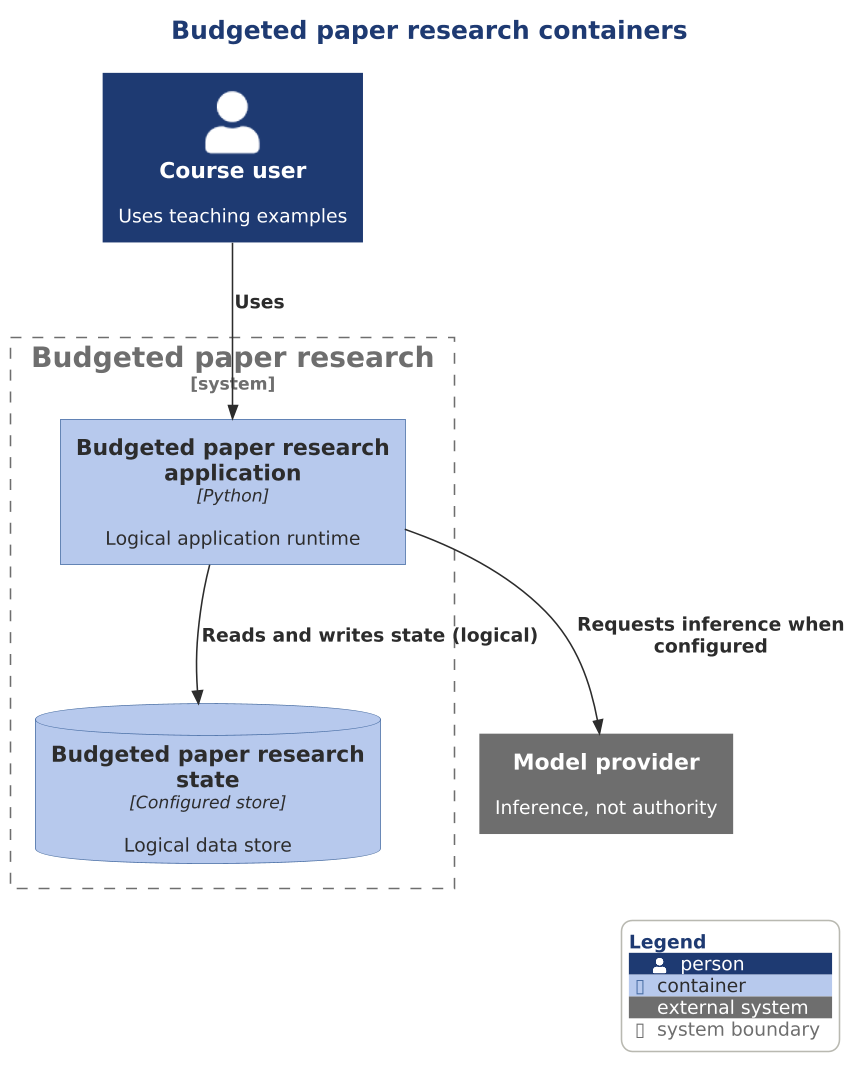 Budgeted paper research containers
Course user
Uses teaching examples
Uses
Budgeted paper research
[system]
Budgeted paper research
application
[Python]
Logical application runtime
Reads and writes state (logical)
Requests inference when
configured
Budgeted paper research
state
[Configured store]
Logical data store
Model provider
Inference, not authority
Legend
person
container
external system
system boundary